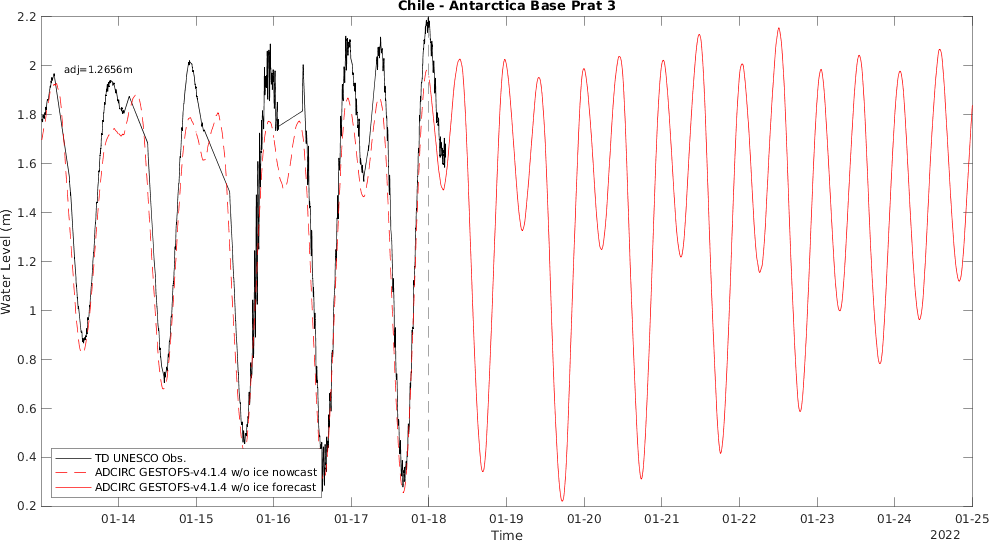 Chile - Antarctica Base Prat 3
2.2
2
1.8
1.6
1.4
1.2
1
0.8
0.6
0.4
0.2
Water Level (m)
adj=1.2656m
TD UNESCO Obs.
ADCIRC GESTOFS-v4.1.4 w/o ice nowcast
ADCIRC GESTOFS-v4.1.4 w/o ice forecast
01-14 01-15 01-16 01-17 01-18 01-19 01-20 01-21 01-22 01-23 01-24 01-25
Time
2022